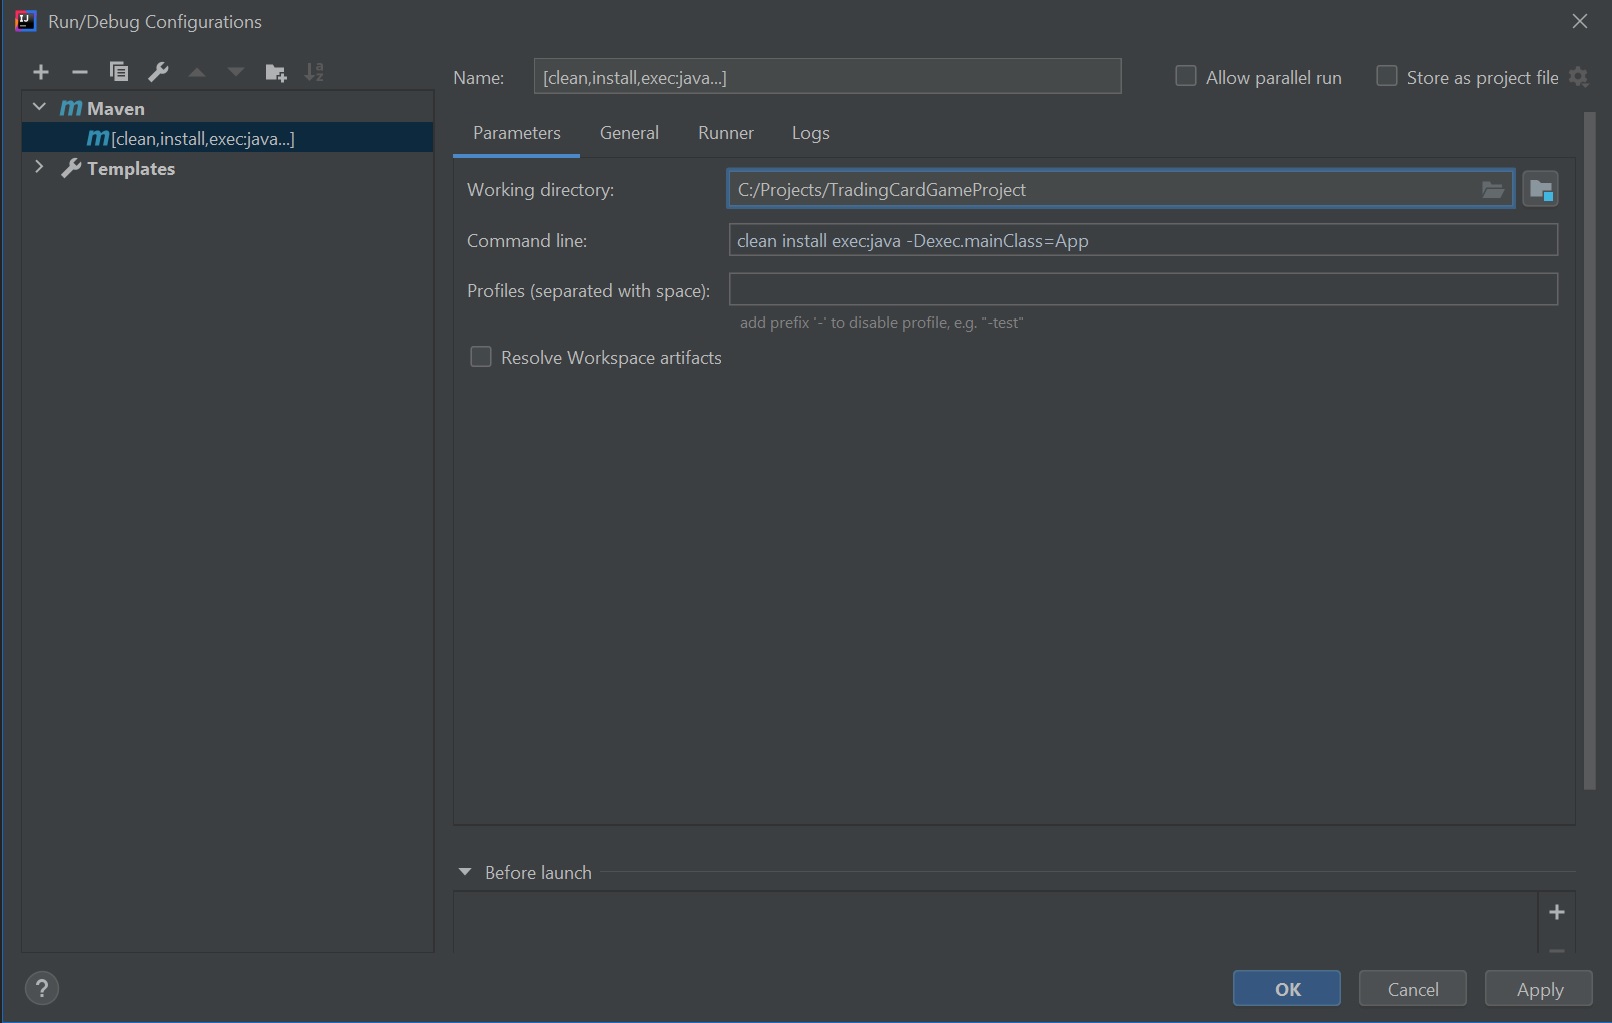 Run/Debug Configurations
Name: [clean,install,exec:java...] Allow parallel run Store as project file
Maven
[clean,install,exec:java...]
Templates
Parameters General Runner Logs
Working directory: C:/Projects/TradingCardGameProject
Command line: clean install exec:java -Dexec.mainClass=App
Profiles (separated with space):
add prefix '-' to disable profile, e.g. "-test"
Resolve Workspace artifacts
Before launch
? OK Cancel Apply